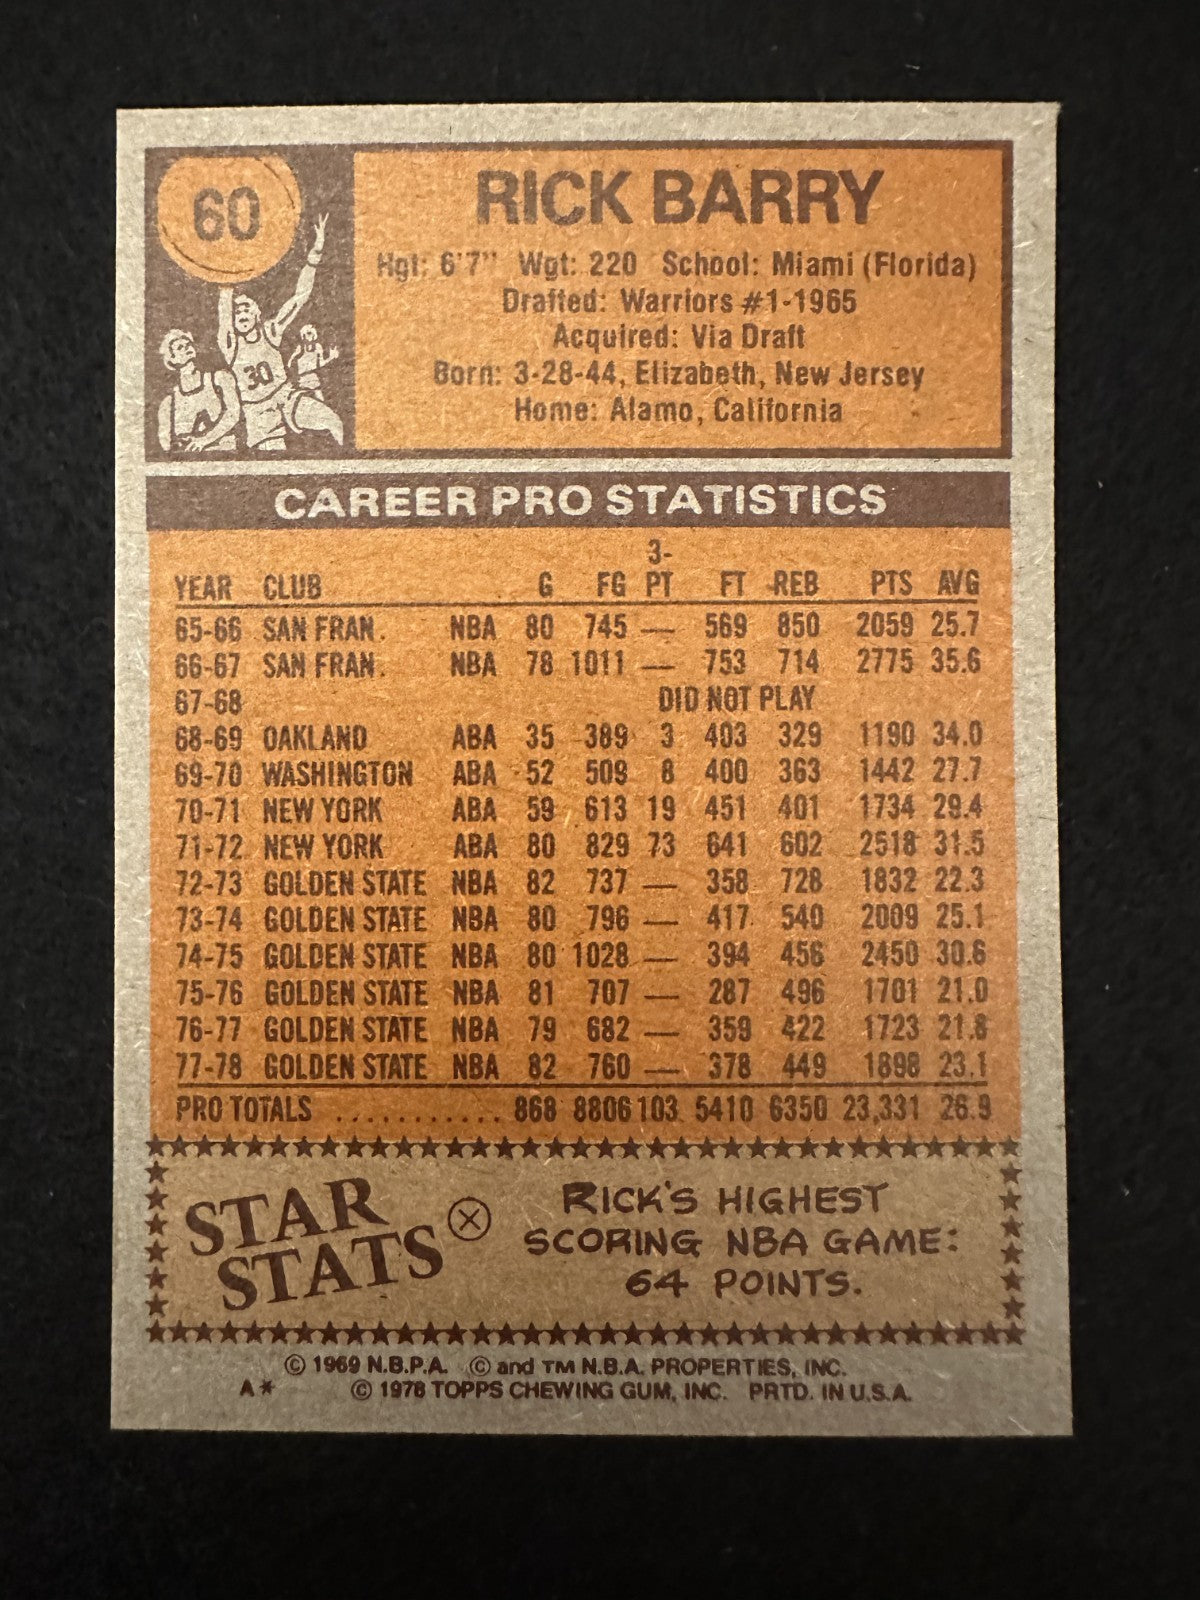 60
RICK BARRY
Hgt: 6'7" Wgt: 220 School: Miami (Florida)
Drafted: Warriors #1-1965
Acquired: Via Draft
Born: 3-28-44, Elizabeth, New Jersey
Home: Alamo, California
30
CAREER PRO STATISTICS
YEAR CLUB G FG 3-PT FT REB PTS AVG
65-66 SAN FRAN. NBA 80 745 — 569 850 2059 25.7
66-67 SAN FRAN. NBA 78 1011 — 753 714 2775 35.6
67-68 DID NOT PLAY
68-69 OAKLAND ABA 35 389 3 403 329 1190 34.0
69-70 WASHINGTON ABA 52 509 8 400 363 1442 27.7
70-71 NEW YORK ABA 59 613 19 451 401 1734 29.4
71-72 NEW YORK ABA 80 829 73 641 602 2518 31.5
72-73 GOLDEN STATE NBA 82 737 — 358 728 1832 22.3
73-74 GOLDEN STATE NBA 80 796 — 417 540 2009 25.1
74-75 GOLDEN STATE NBA 80 1028 — 394 456 2450 30.6
75-76 GOLDEN STATE NBA 81 707 — 287 496 1701 21.0
76-77 GOLDEN STATE NBA 79 682 — 359 422 1723 21.8
77-78 GOLDEN STATE NBA 82 760 — 378 449 1898 23.1
PRO TOTALS ........... 868 8806 103 5410 6350 23,331 26.9
STAR
STATS
RICK'S HIGHEST
SCORING NBA GAME:
64 POINTS.
© 1969 N.B.P.A. © and TM N.B.A. PROPERTIES, INC.
A* © 1978 TOPPS CHEWING GUM, INC. PRTD. IN U.S.A.